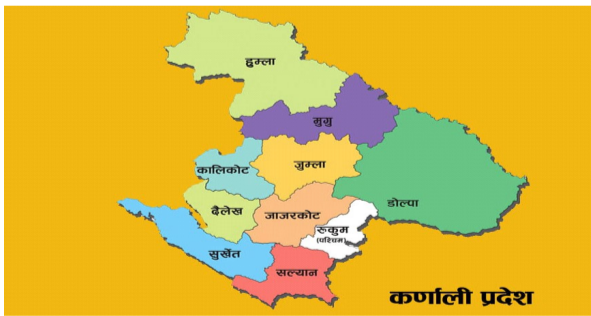 हुम्ला
मुगु
जुम्ला
कालिकोट
डोल्पा
दैलेख
जाजरकोट
रुकुम
(पश्चिम)
सुर्खेत
सल्यान
कर्णाली प्रदेश